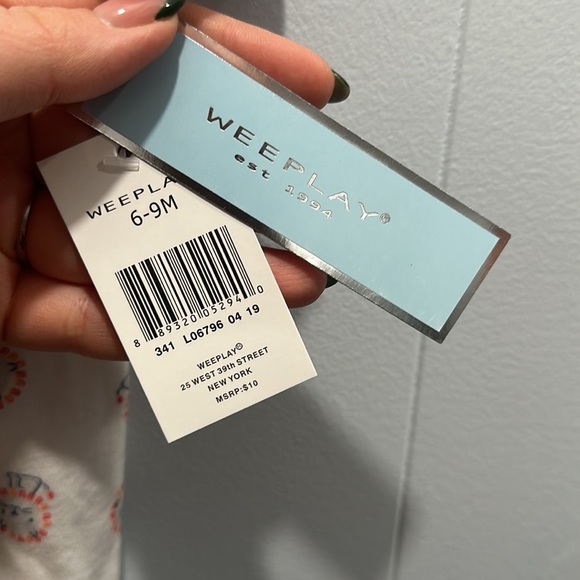 WEEPLAY®
est 1994
WEEPLA
6-9M
8 89320 05294 0
341 L06796 04 19
WEEPLAY®
25 WEST 39th STREET
NEW YORK
MSRP:$10